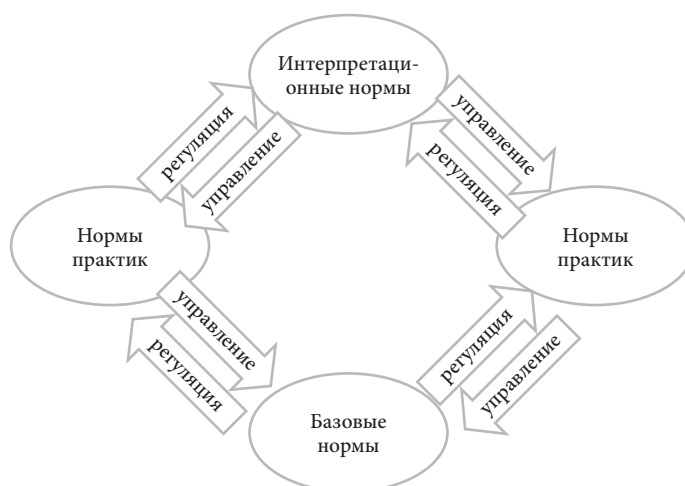 Интерпретаци-
онные нормы
регуляция
управление
управление
регуляция
Нормы
практик
Нормы
практик
управление
регуляция
регуляция
управление
Базовые
нормы